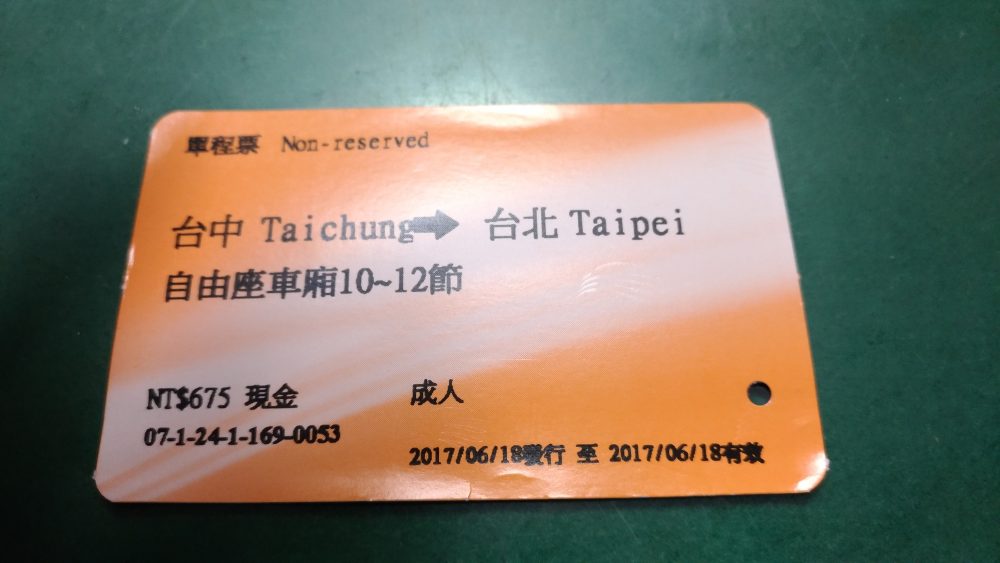 單程票 Non-reserved
台中 Taichung➡ 台北 Taipei
自由座車廂10~12節
NT$675 現金 成人
07-1-24-1-169-0053
2017/06/18發行 至 2017/06/18有效